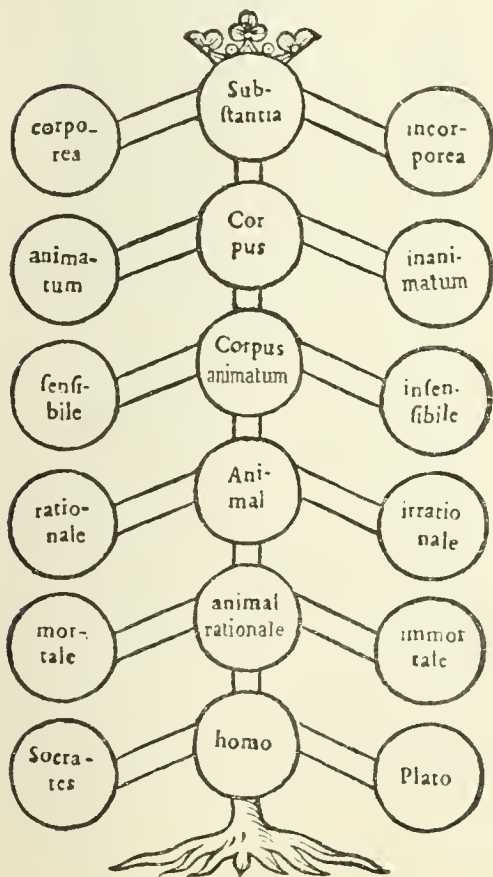 Sub-
ſtantia
corpo-
rea
incor-
porea
Cor
pus
anima-
tum
inani-
matum
Corpus
animatum
ſenſi-
bile
inſen-
ſibile
Ani-
mal
ratio-
nale
irratio
nale
animal
rationale
mor-
tale
immor
tale
homo
Socra-
tes
Plato